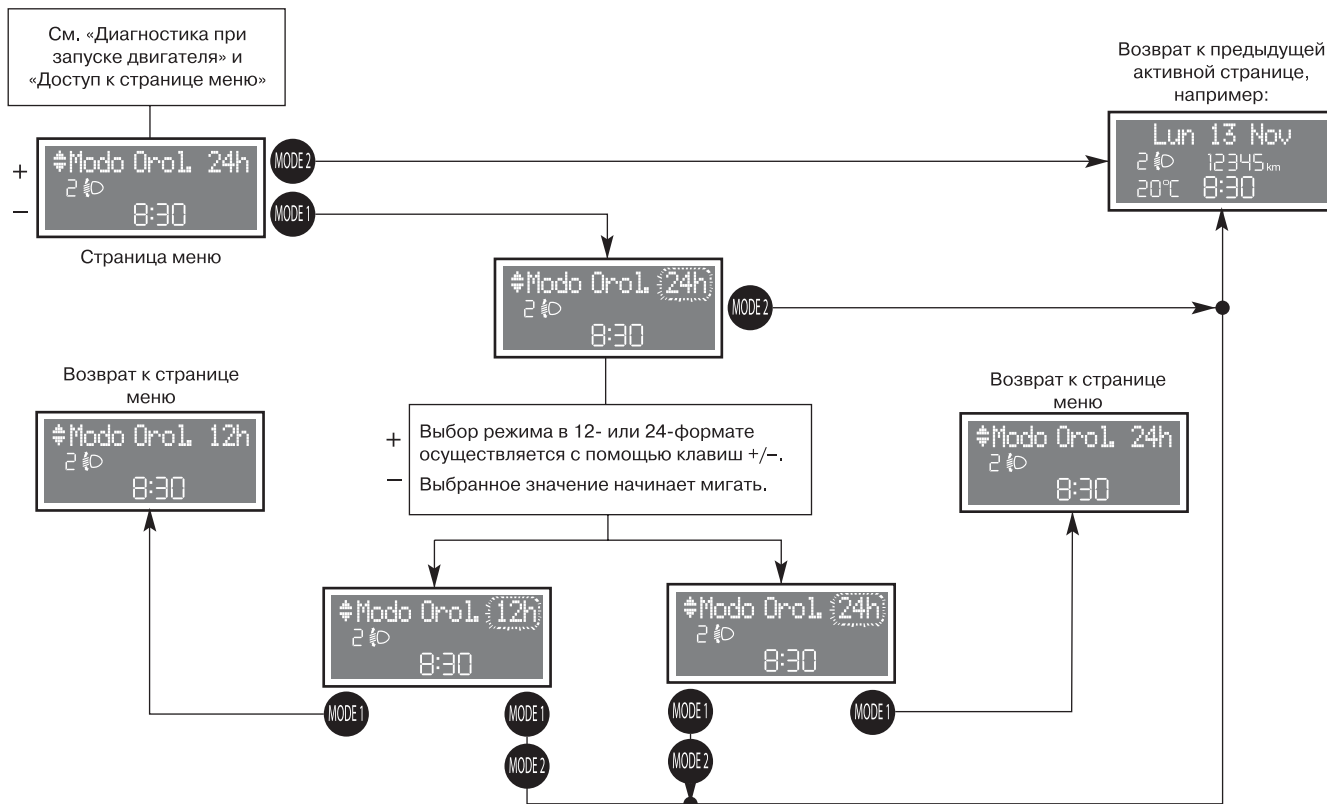 См. «Диагностика при
запуске двигателя» и
«Доступ к странице меню»
+
−
Modo Orol. 24h
2
8:30
MODE 2
MODE 1
Страница меню
Возврат к предыдущей
активной странице,
например:
Lun 13 Nov
2 12345 km
20°C 8:30
Modo Orol. 24h
2
8:30
MODE 2
Возврат к странице
меню
Modo Orol. 12h
2
8:30
+
−
Выбор режима в 12- или 24-формате
осуществляется с помощью клавиш +/−.
Выбранное значение начинает мигать.
Возврат к странице
меню
Modo Orol. 24h
2
8:30
Modo Orol. 12h
2
8:30
MODE 1
MODE 1
MODE 2
Modo Orol. 24h
2
8:30
MODE 1
MODE 2
MODE 1